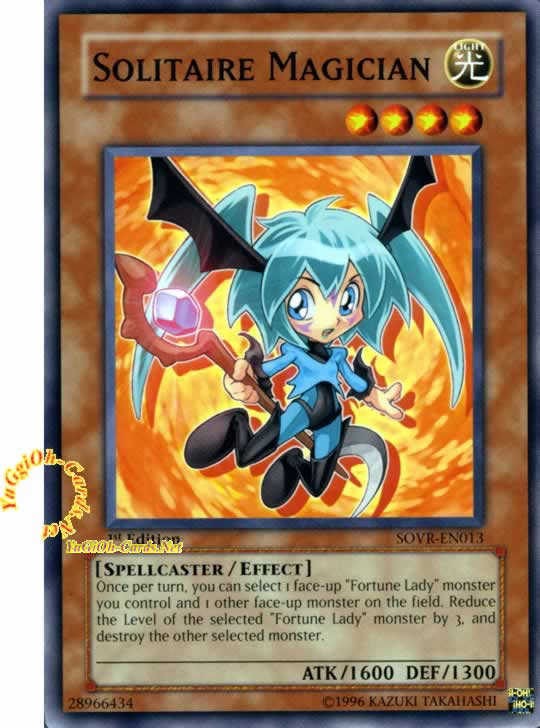 Solitaire Magician
LIGHT
光
1st Edition
SOVR-EN013
YuGgiOh-Cards.Net
YuGiOh-Cards.Net
[Spellcaster / Effect]
Once per turn, you can select 1 face-up "Fortune Lady" monster
you control and 1 other face-up monster on the field. Reduce
the Level of the selected "Fortune Lady" monster by 3, and
destroy the other selected monster.
ATK/1600 DEF/1300
28966434
©1996 KAZUKI TAKAHASHI